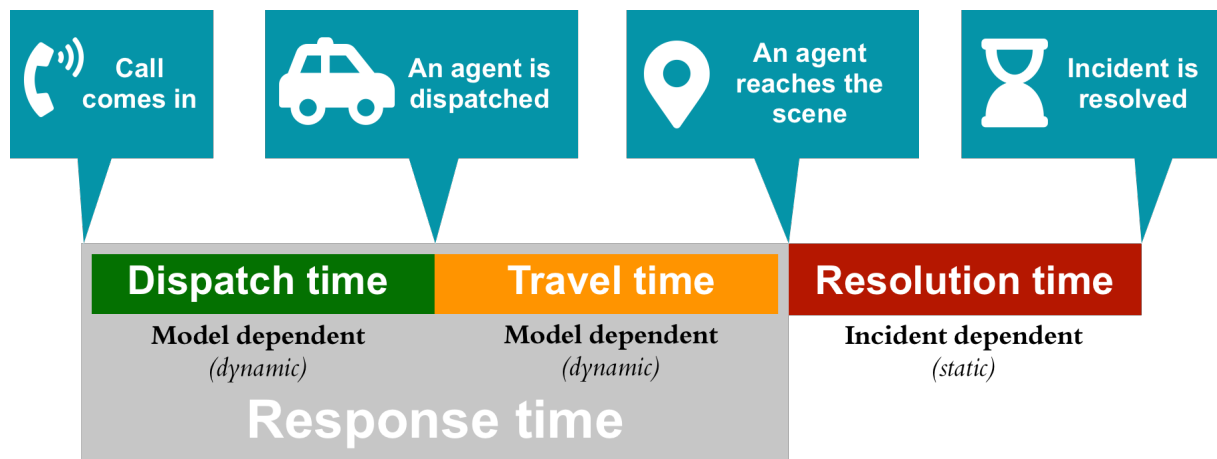 Call
comes in
An agent is
dispatched
An agent
reaches the
scene
Incident is
resolved
Dispatch time
Travel time
Resolution time
Model dependent
(dynamic)
Model dependent
(dynamic)
Incident dependent
(static)
Response time